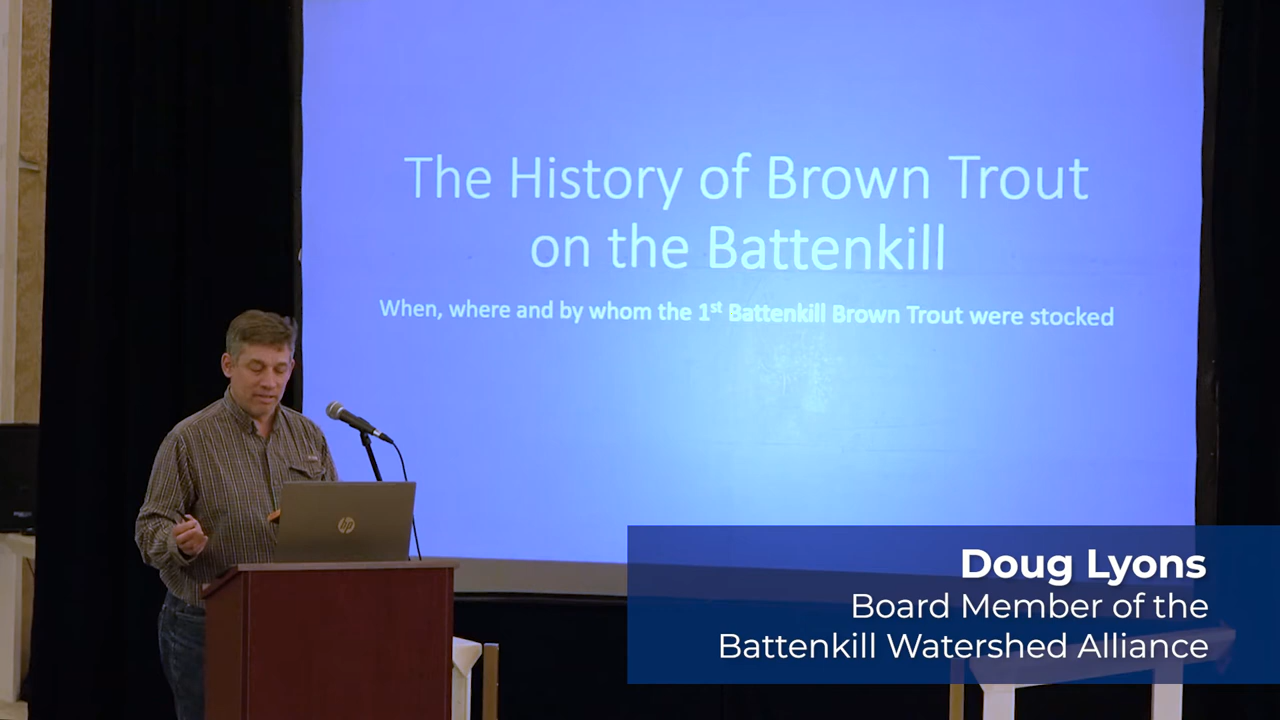 The History of Brown Trout
on the Battenkill
When, where and by whom the 1st Battenkill Brown Trout were stocked
hp
Doug Lyons
Board Member of the
Battenkill Watershed Alliance